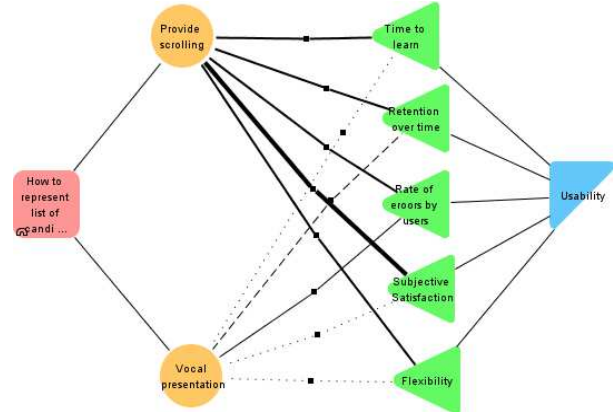 Provide
scrolling
Time to
learn
Retention
over time
How to
represent
list of
candi ...
Rate of
eroors by
users
Usability
Subjective
Satisfaction
Vocal
presentation
Flexibility